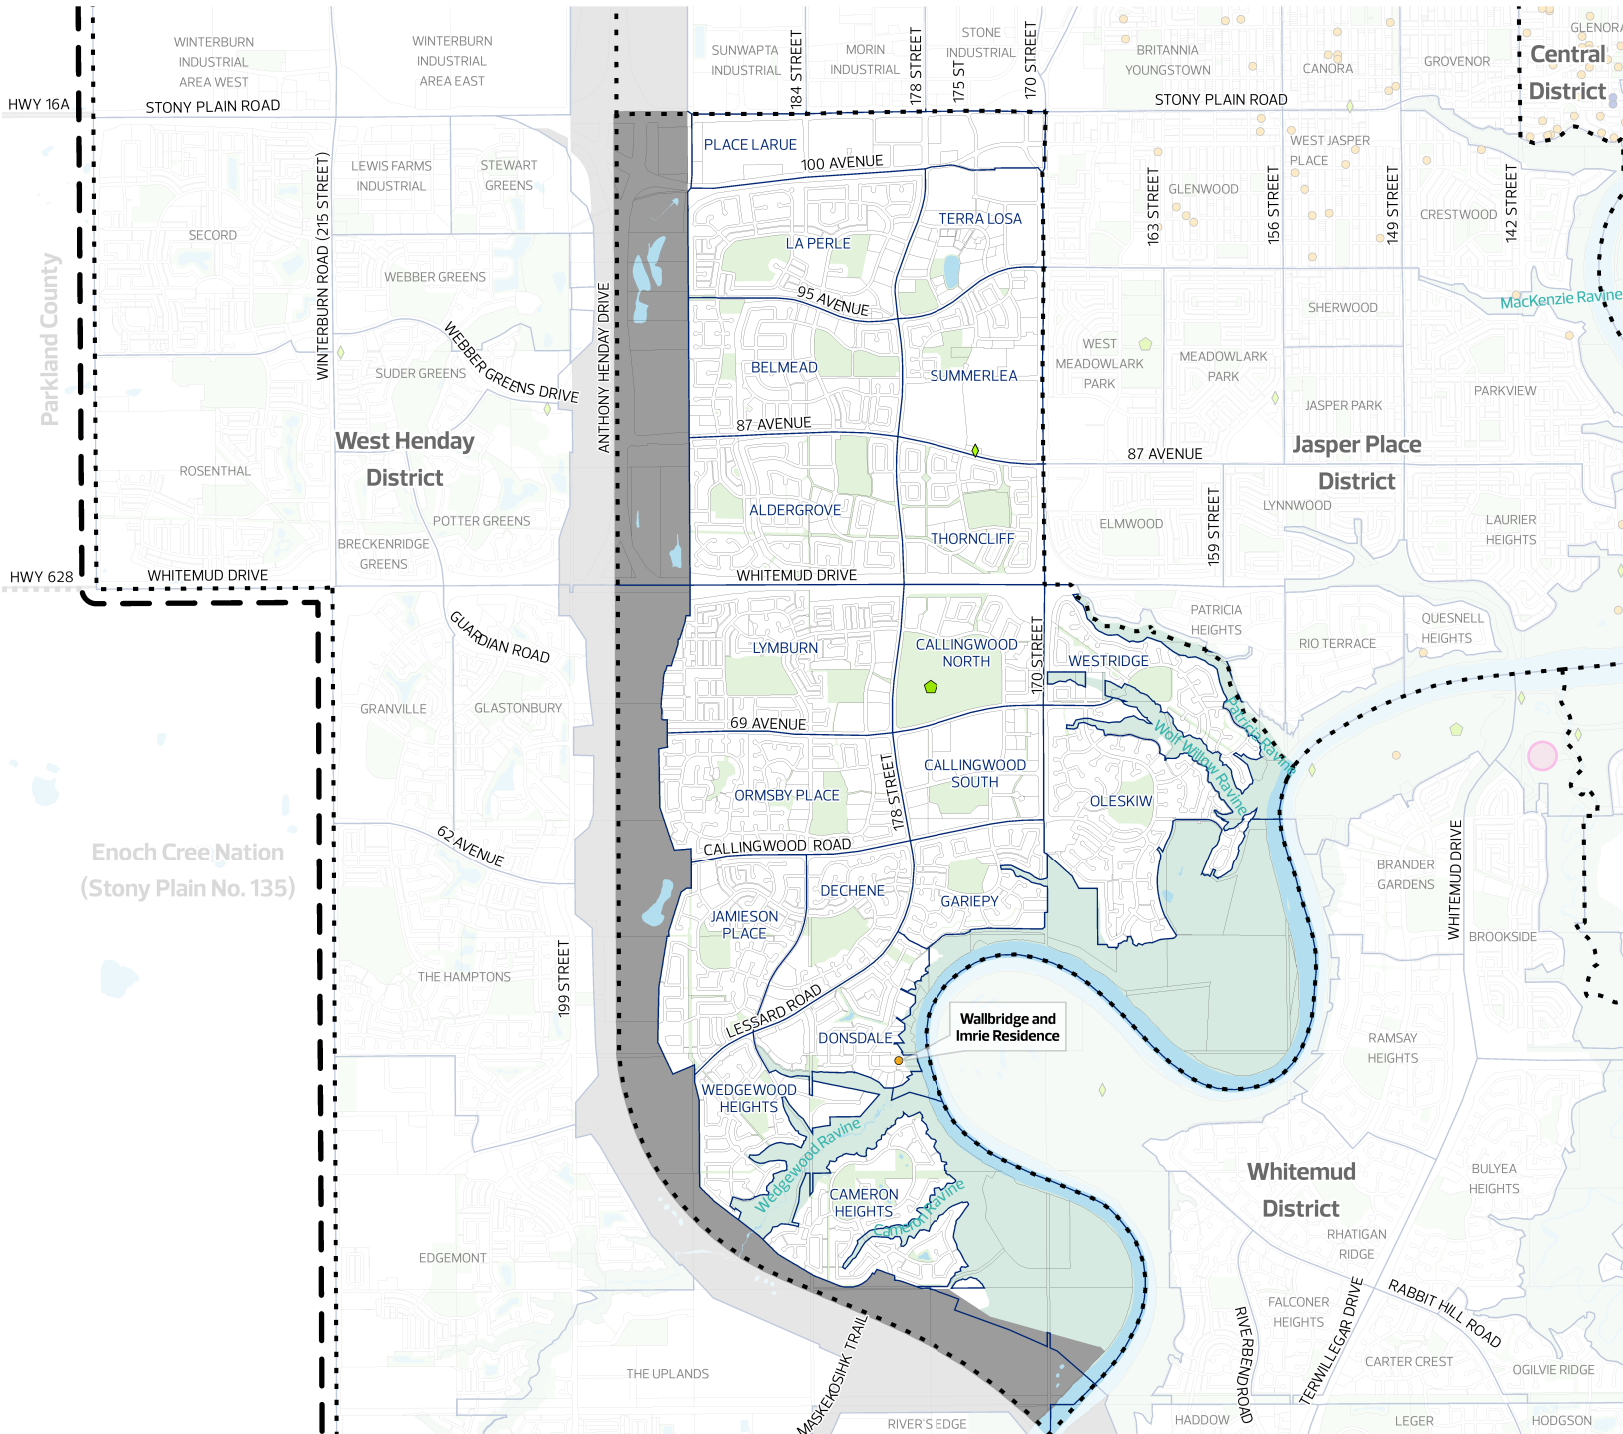 WINTERBURN
INDUSTRIAL
AREA WEST
WINTERBURN
INDUSTRIAL
AREA EAST
SUNWAPTA
INDUSTRIAL
184 STREET
MORIN
INDUSTRIAL
178 STREET
STONE
INDUSTRIAL
175 ST
170 STREET
BRITANNIA
YOUNGSTOWN
CANORA
GROVENOR
GLENORA
Central
District
HWY 16A
STONY PLAIN ROAD
STONY PLAIN ROAD
PLACE LARUE
100 AVENUE
LEWIS FARMS
INDUSTRIAL
STEWART
GREENS
WEST JASPER
PLACE
GLENWOOD
163 STREET
156 STREET
149 STREET
142 STREET
CRESTWOOD
SECORD
WINTERBURN ROAD (215 STREET)
WEBBER GREENS
LA PERLE
TERRA LOSA
95 AVENUE
MacKenzie Ravine
SHERWOOD
Parkland County
WEBBER GREENS DRIVE
SUDER GREENS
ANTHONY HENDAY DRIVE
BELMEAD
SUMMERLEA
WEST
MEADOWLARK
PARK
MEADOWLARK
PARK
JASPER PARK
PARKVIEW
West Henday
District
87 AVENUE
87 AVENUE
Jasper Place
District
ROSENTHAL
POTTER GREENS
BRECKENRIDGE
GREENS
ALDERGROVE
THORNCLIFF
ELMWOOD
159 STREET
LYNNWOOD
LAURIER
HEIGHTS
HWY 628
WHITEMUD DRIVE
WHITEMUD DRIVE
GUARDIAN ROAD
LYMBURN
CALLINGWOOD
NORTH
170 STREET
WESTRIDGE
PATRICIA
HEIGHTS
RIO TERRACE
QUESNELL
HEIGHTS
GRANVILLE
GLASTONBURY
69 AVENUE
Patricia Ravine
Wolf Willow Ravine
ORMSBY PLACE
178 STREET
CALLINGWOOD
SOUTH
OLESKIW
62 AVENUE
CALLINGWOOD ROAD
Enoch Cree Nation
(Stony Plain No. 135)
DECHENE
GARIEPY
JAMIESON
PLACE
BRANDER
GARDENS
WHITEMUD DRIVE
BROOKSIDE
THE HAMPTONS
199 STREET
LESSARD ROAD
DONSDALE
Wallbridge and
Imrie Residence
RAMSAY
HEIGHTS
WEDGEWOOD
HEIGHTS
Wedgewood Ravine
CAMERON
HEIGHTS
Cameron Ravine
Whitemud
District
BULYEA
HEIGHTS
RHATIGAN
RIDGE
EDGEMONT
FALCONER
HEIGHTS
RIVERBEND ROAD
TERWILLEGAR DRIVE
RABBIT HILL ROAD
CARTER CREST
OGILVIE RIDGE
THE UPLANDS
MASKEKOSIHK TRAIL
RIVER'S EDGE
HADDOW
LEGER
HODGSON